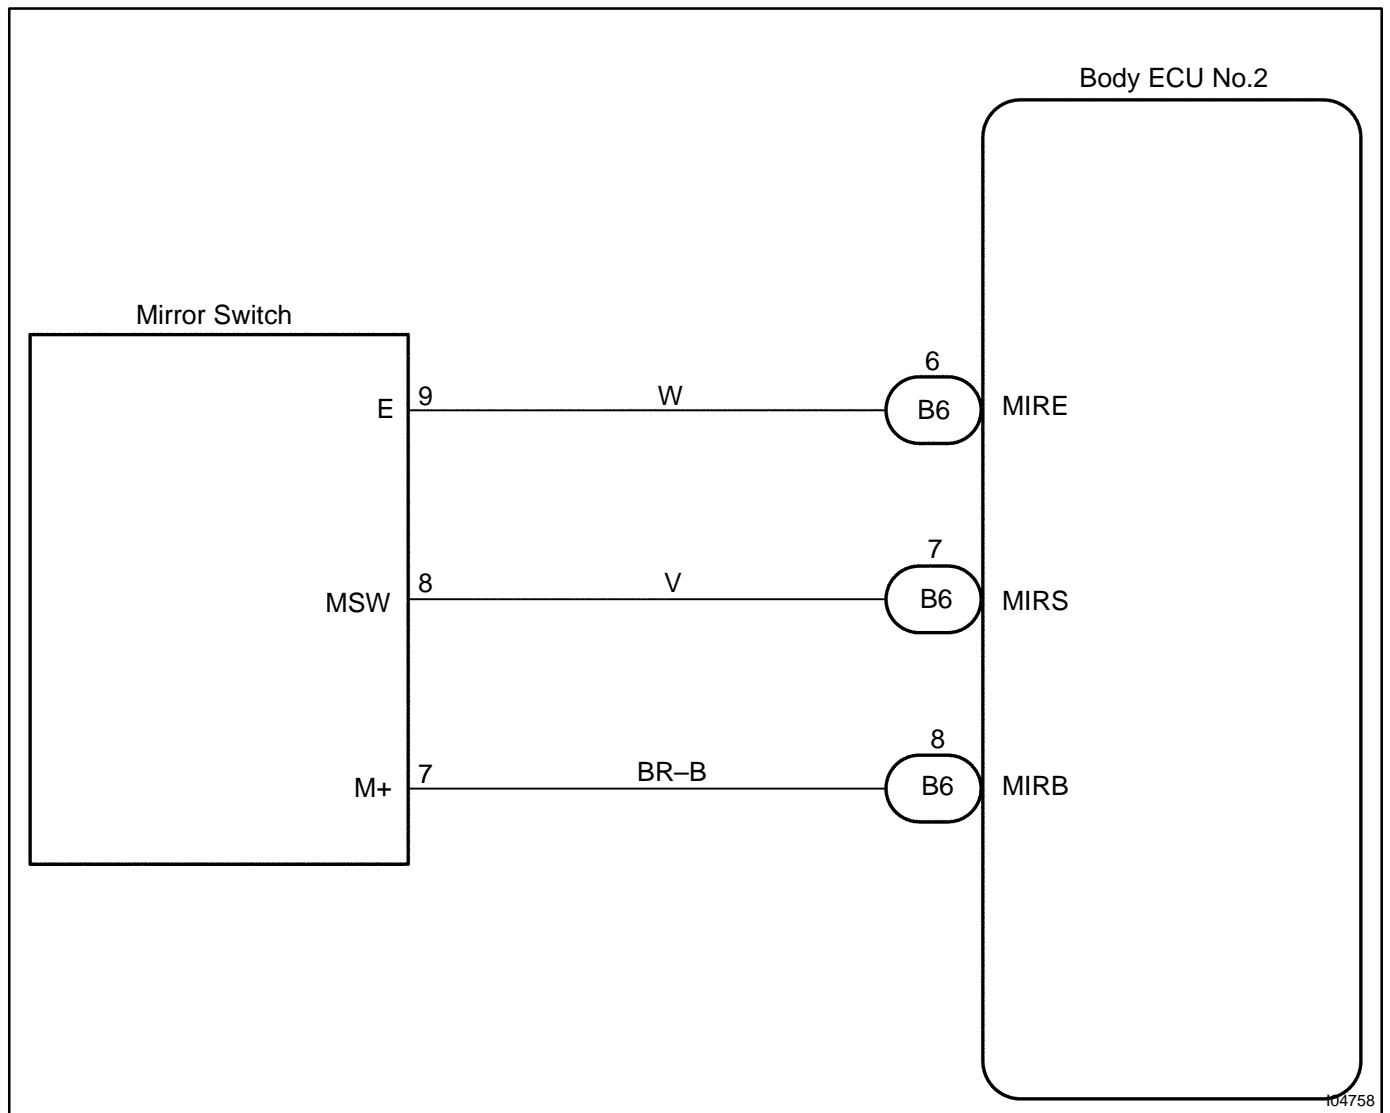 Body ECU No.2
Mirror Switch
E 9 W 6 B6 MIRE
MSW 8 V 7 B6 MIRS
M+ 7 BR–B 8 B6 MIRB
I04758